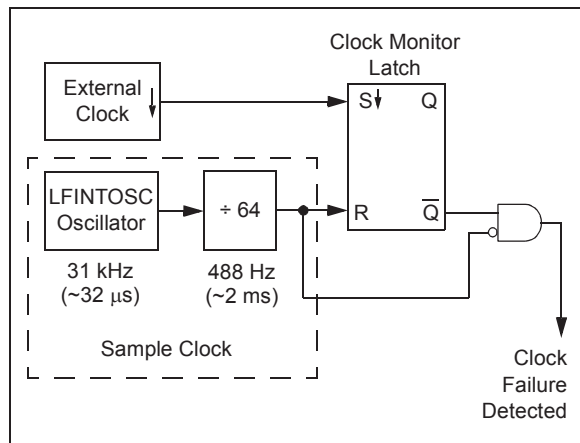 Clock Monitor
Latch
External
Clock
S
Q
LFINTOSC
Oscillator
÷ 64
R
Q̅
31 kHz
(~32 μs)
488 Hz
(~2 ms)
Sample Clock
Clock
Failure
Detected